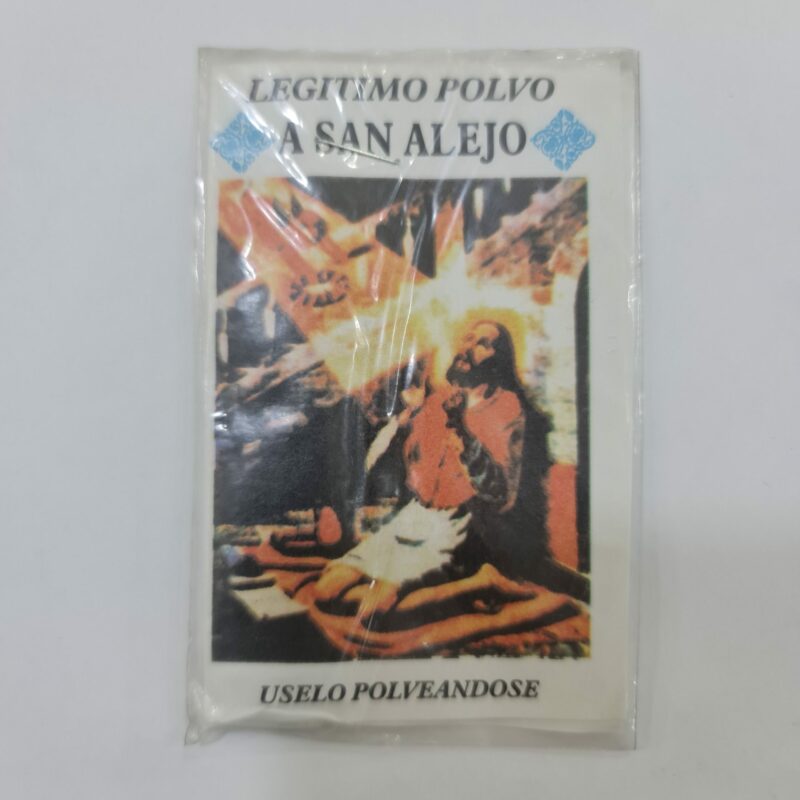 LEGITIMO POLVO
A SAN ALEJO
USELO POLVEANDOSE